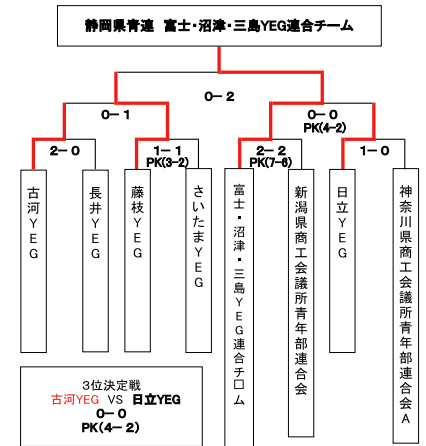 静岡県青連　富士・沼津・三島YEG連合チーム
0－2
0－1
0－0
PK(4-2)
2－0
1－1
PK(3-2)
2－2
PK(7-6)
1－0
古河YEG
長井YEG
藤枝YEG
さいたまYEG
富士・沼津・三島YEG連合チ口ム
新潟県商工会議所青年部連合会
日立YEG
神奈川県商工会議所青年部連合会A
3位決定戦
古河YEG　VS　日立YEG
0－0
PK(4－2)